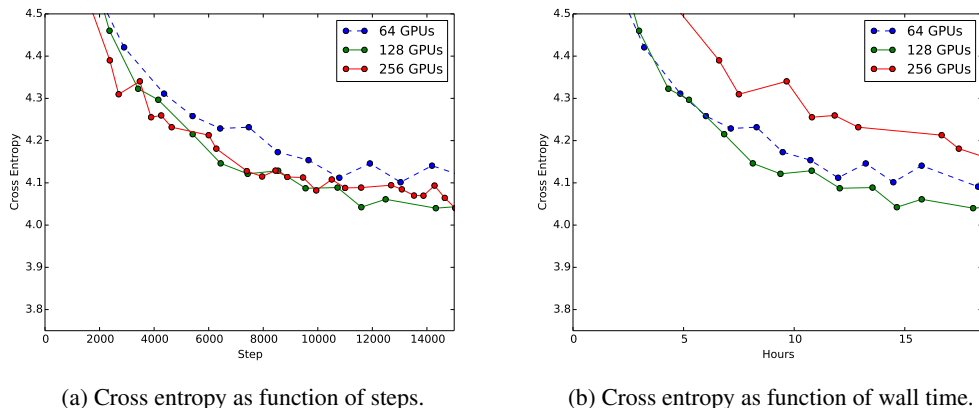 4.5
4.4
4.3
4.2
4.1
4.0
3.9
3.8
Cross Entropy
0
2000
4000
6000
8000
10000
12000
14000
Step
64 GPUs
128 GPUs
256 GPUs
(a) Cross entropy as function of steps.
4.5
4.4
4.3
4.2
4.1
4.0
3.9
3.8
Cross Entropy
0
5
10
15
Hours
64 GPUs
128 GPUs
256 GPUs
(b) Cross entropy as function of wall time.